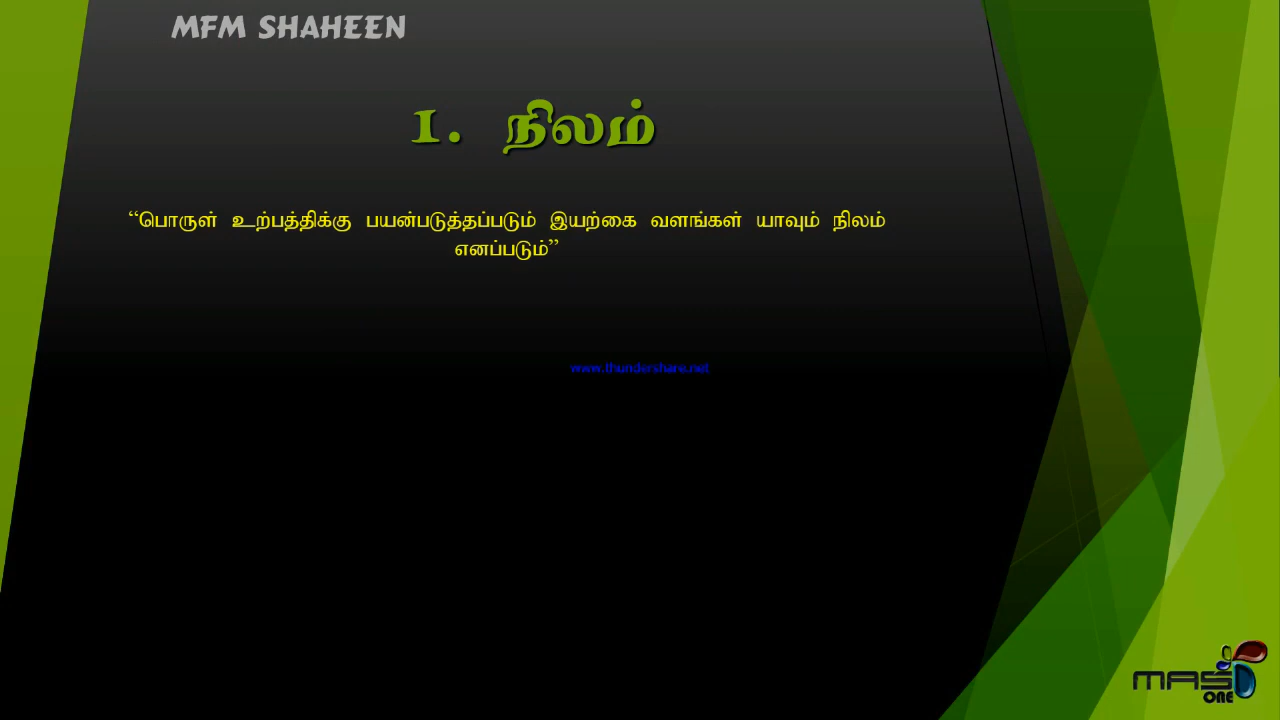 MFM SHAHEEN
1. நிலம்
“பொருள் உற்பத்திக்கு பயன்படுத்தப்படும் இயற்கை வளங்கள் யாவும் நிலம்
எனப்படும்”
www.thundershare.net
MAS
ONE